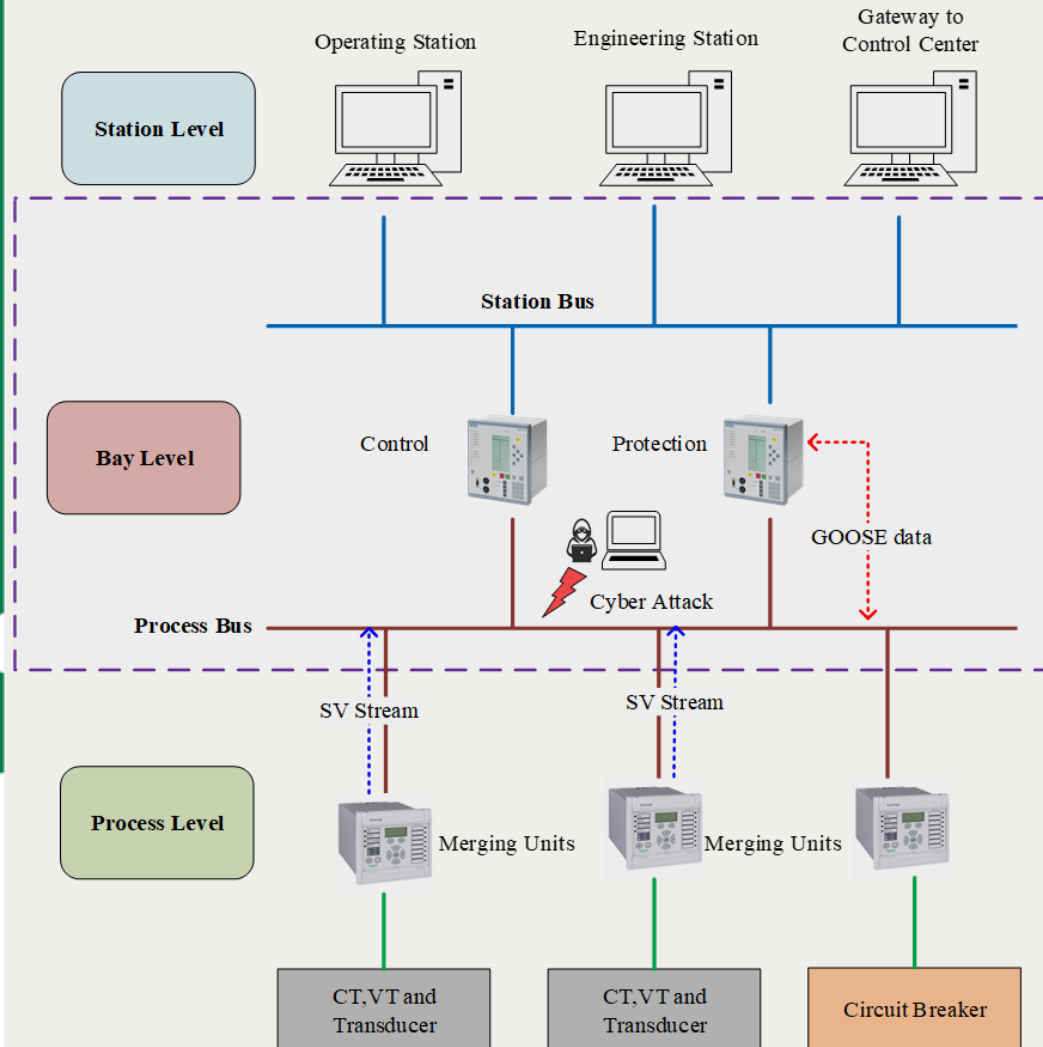 Operating Station
Engineering Station
Gateway to
Control Center
Station Level
Station Bus
Bay Level
Control
Protection
GOOSE data
Cyber Attack
Process Bus
SV Stream
SV Stream
Process Level
Merging Units
Merging Units
CT,VT and
Transducer
CT,VT and
Transducer
Circuit Breaker